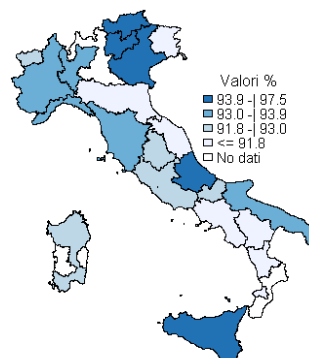 Valori %
93.9 -| 97.5
93.0 -| 93.9
91.8 -| 93.0
<= 91.8
No dati